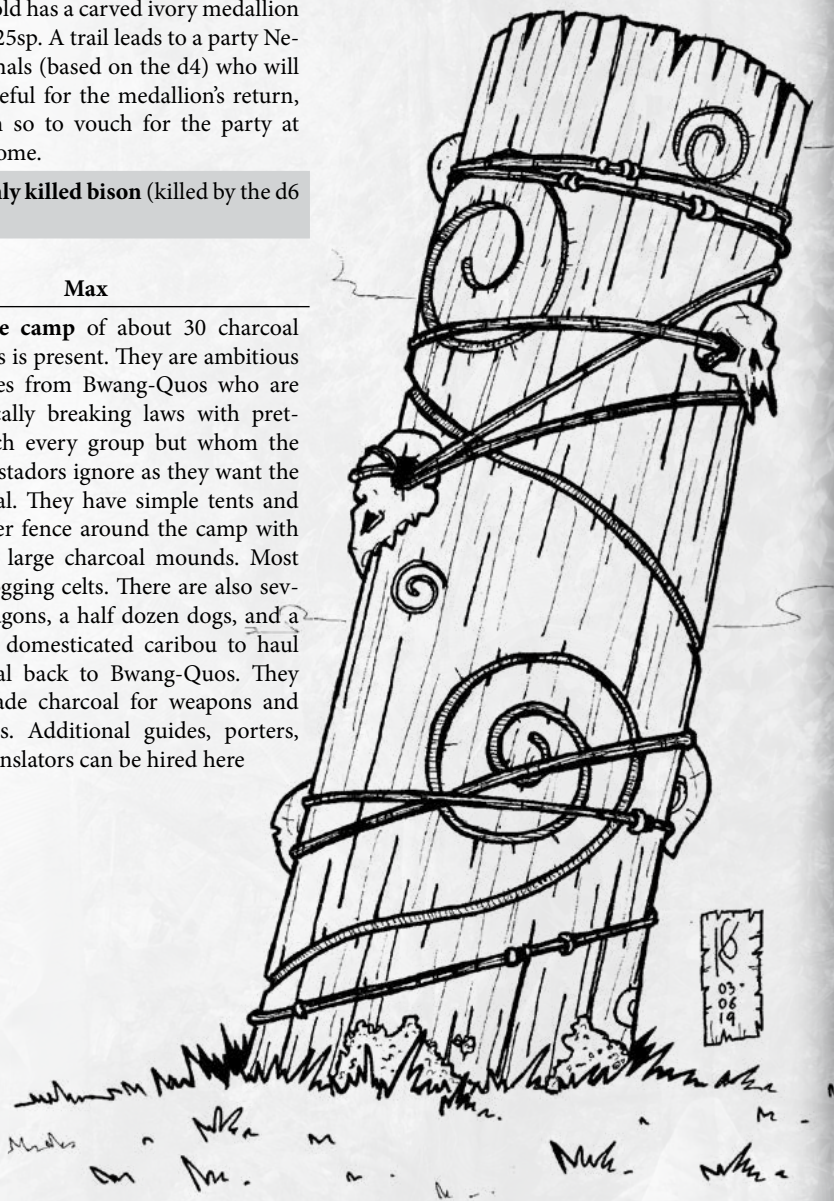 old has a carved ivory medallion
25sp. A trail leads to a party Ne-
nals (based on the d4) who will
eful for the medallion's return,
n so to vouch for the party at
ome.
ly killed bison (killed by the d6
Max
e camp of about 30 charcoal
s is present. They are ambitious
es from Bwang-Quos who are
cally breaking laws with pret-
ch every group but whom the
stadors ignore as they want the
al. They have simple tents and
er fence around the camp with
large charcoal mounds. Most
gging celts. There are also sev-
agons, a half dozen dogs, and a
domesticated caribou to haul
al back to Bwang-Quos. They
ade charcoal for weapons and
s. Additional guides, porters,
nslators can be hired here
03
06
19